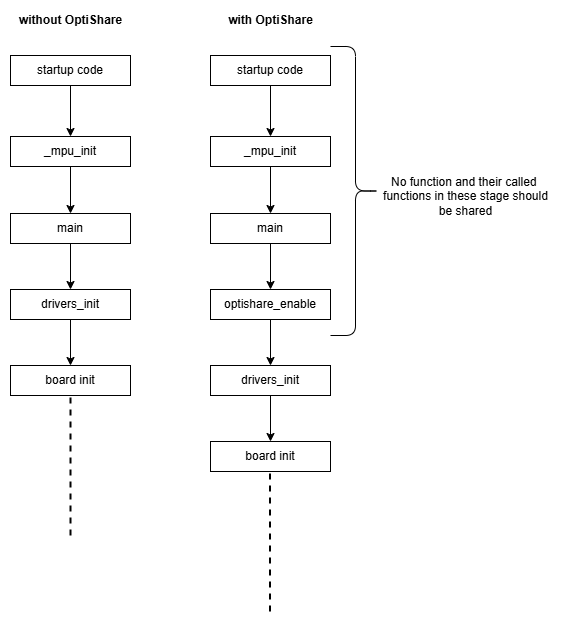 without OptiShare
with OptiShare
startup code
startup code
_mpu_init
_mpu_init
No function and their called
functions in these stage should
be shared
main
main
drivers_init
optishare_enable
board init
drivers_init
board init